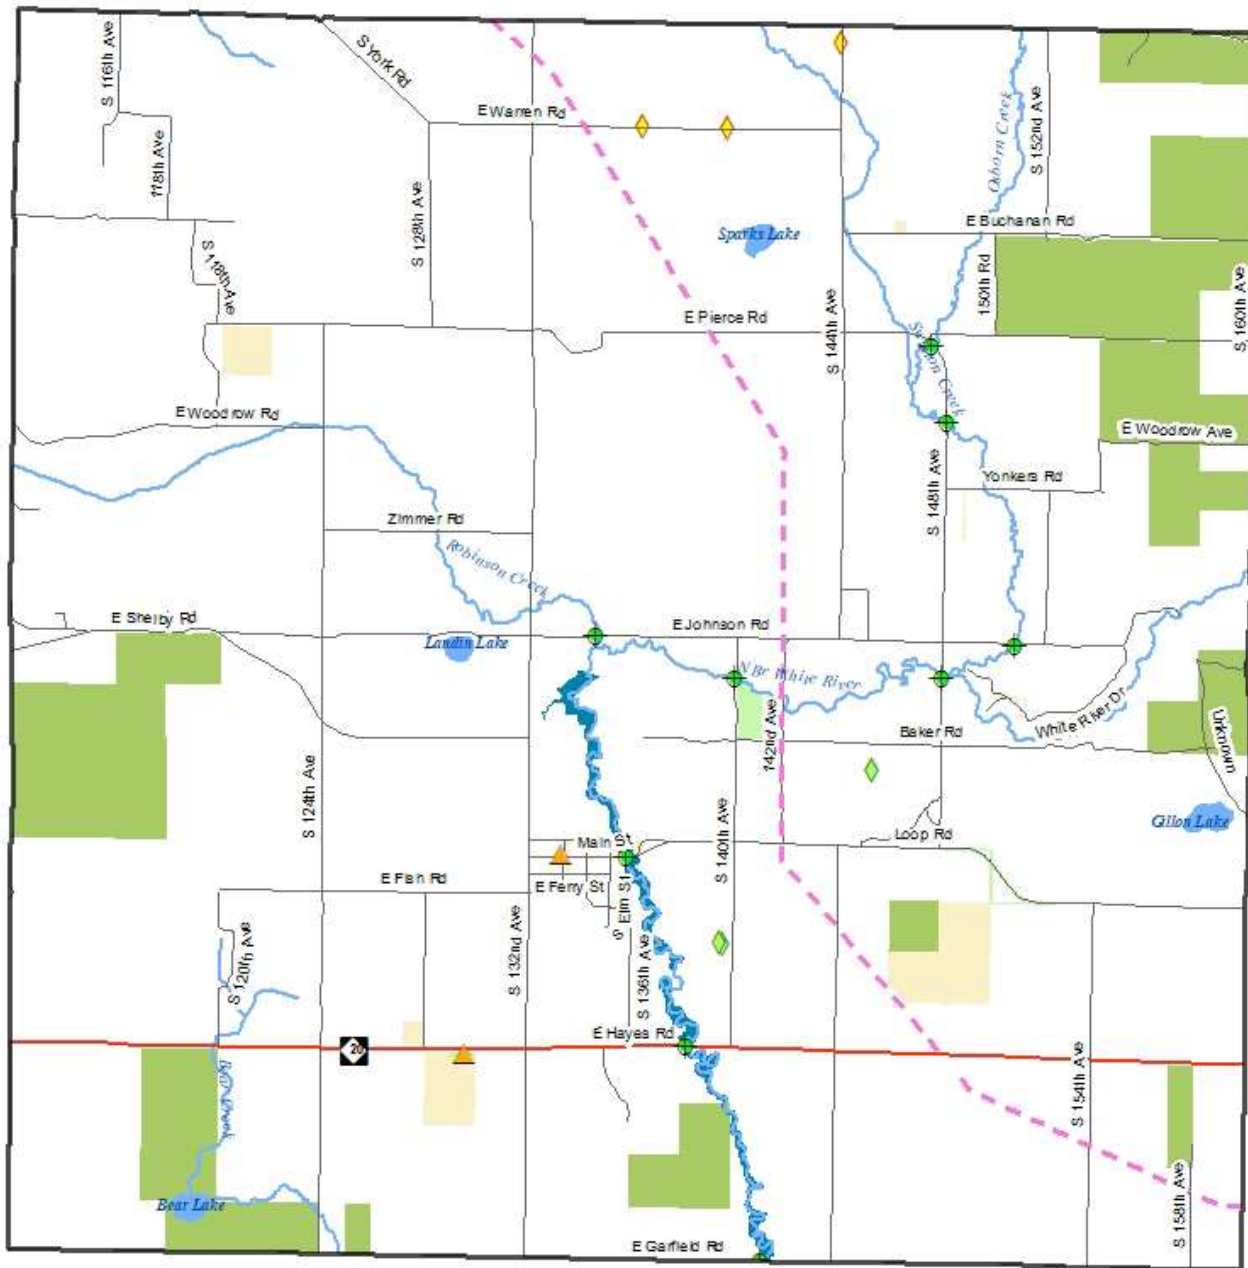 S 116th Ave
S York Rd
E Warren Rd
Osborn Creek
S 152nd Ave
118th Ave
S 128th Ave
Sparks Lake
E Buchanan Rd
S 118th Ave
150th Rd
S 160th Ave
E Pierce Rd
S 144th Ave
Swinson Creek
E Woodrow Rd
E Woodrow Ave
Yonkers Rd
S 148th Ave
Zimmer Rd
Robinson Creek
E Shelby Rd
E Johnson Rd
Landin Lake
N Br White River
White River Dr
Baker Rd
142nd Ave
Unknown
S 124th Ave
Gillon Lake
Main St
Loop Rd
S 140th Ave
E Fish Rd
E Ferry St
S Elm St
S 120th Ave
S 132nd Ave
S 136th Ave
E Hayes Rd
20
S 154th Ave
Bear Lake
S 158th Ave
E Garfield Rd